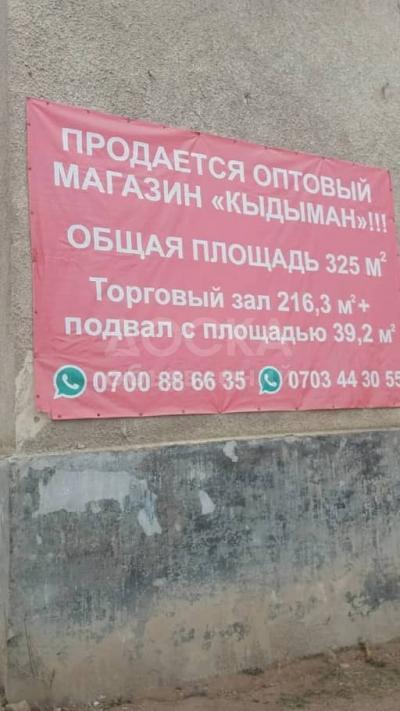 ПРОДАЕТСЯ ОПТОВЫЙ
МАГАЗИН «КЫДЫМАН»!!!
ОБЩАЯ ПЛОЩАДЬ 325 М²
Торговый зал 216,3 м²+
подвал с площадью 39,2 м²
0700 88 66 35 0703 44 30 55
ДОСКА